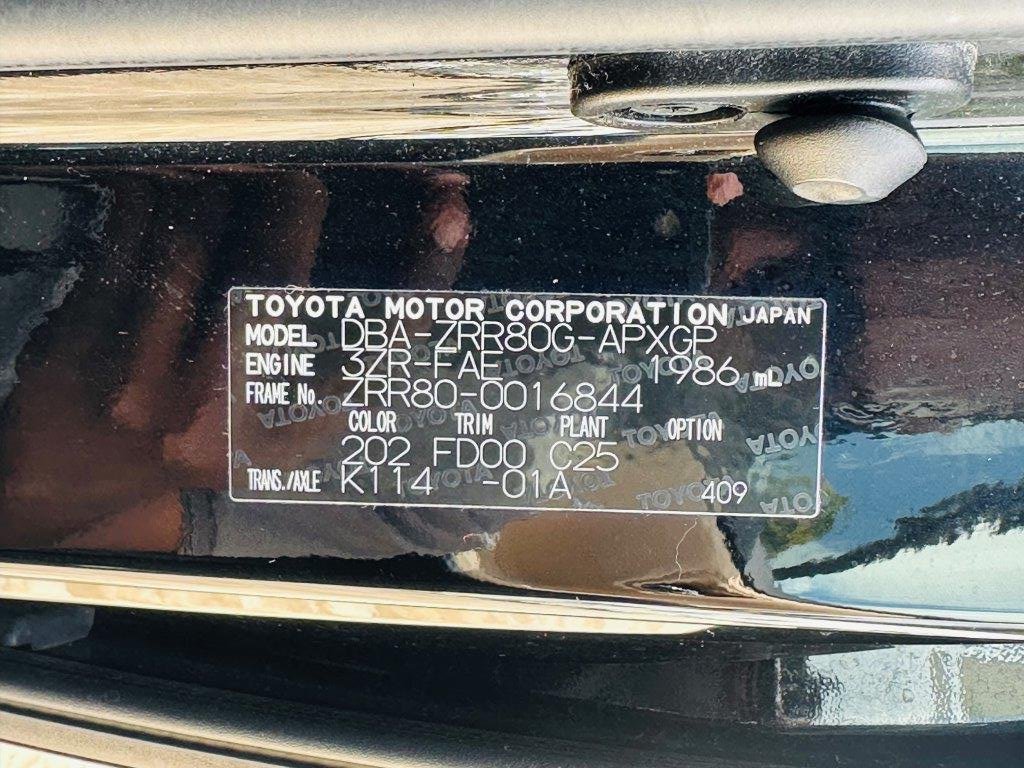 TOYOTA MOTOR CORPORATION JAPAN
MODEL DBA-ZRR80G-APXGP
ENGINE 3ZR-FAE 1986 mL
FRAME No. ZRR80-0016844
COLOR TRIM PLANT OPTION
202 FD00 C25
TRANS./AXLE K114 -01A 409